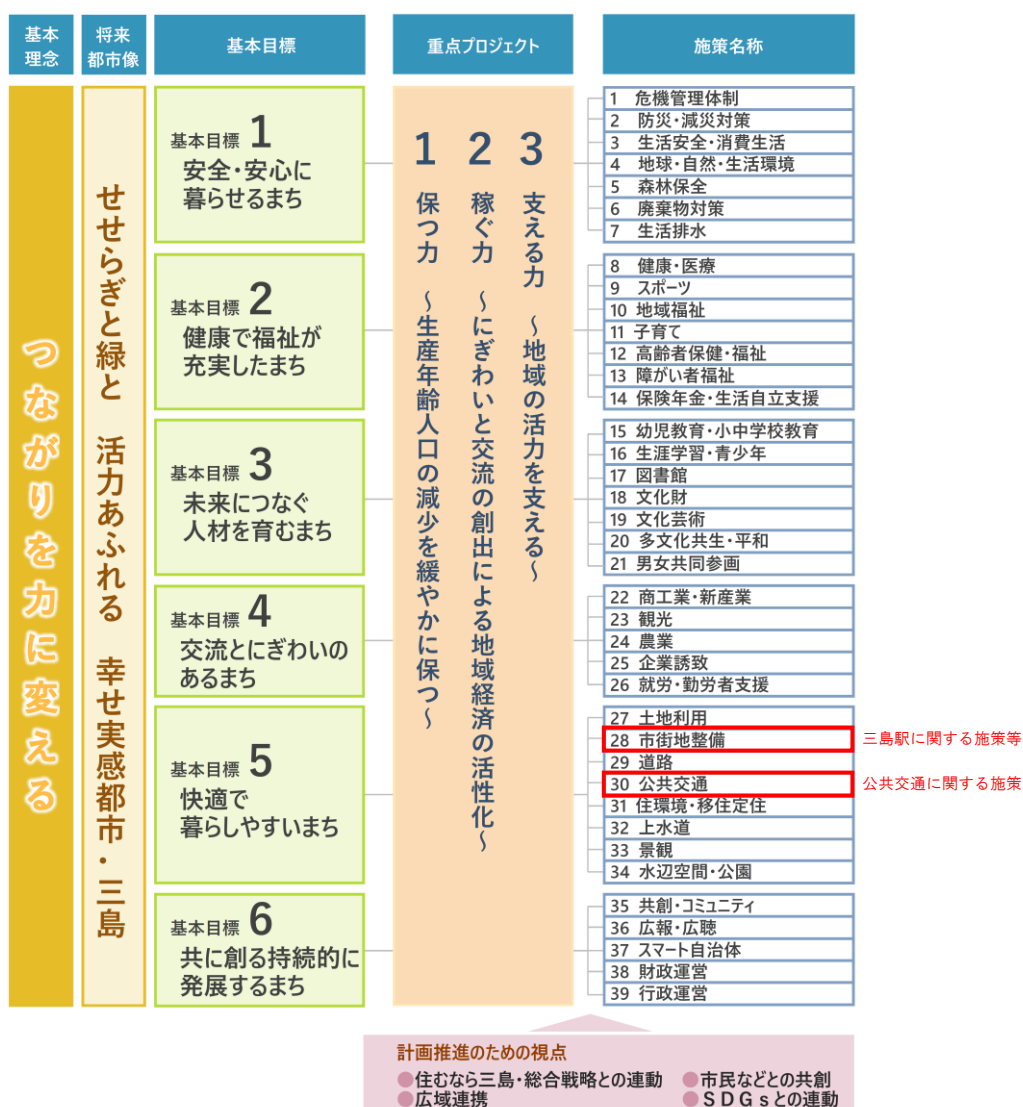 基本
理念
将来
都市像
基本目標
重点プロジェクト
施策名称
つながりを力に変える
せせらぎと緑と 活力あふれる 幸せ実感都市・三島
基本目標 1
安全・安心に
暮らせるまち
基本目標 2
健康で福祉が
充実したまち
基本目標 3
未来につなぐ
人材を育むまち
基本目標 4
交流とにぎわいの
あるまち
基本目標 5
快適で
暮らしやすいまち
基本目標 6
共に創る持続的に
発展するまち
1 保つ力 ～生産年齢人口の減少を緩やかに保つ～
2 稼ぐ力 ～にぎわいと交流の創出による地域経済の活性化～
3 支える力 ～地域の活力を支える～
1 危機管理体制
2 防災・減災対策
3 生活安全・消費生活
4 地球・自然・生活環境
5 森林保全
6 廃棄物対策
7 生活排水
8 健康・医療
9 スポーツ
10 地域福祉
11 子育て
12 高齢者保健・福祉
13 障がい者福祉
14 保険年金・生活自立支援
15 幼児教育・小中学校教育
16 生涯学習・青少年
17 図書館
18 文化財
19 文化芸術
20 多文化共生・平和
21 男女共同参画
22 商工業・新産業
23 観光
24 農業
25 企業誘致
26 就労・勤労者支援
27 土地利用
28 市街地整備
三島駅に関する施策等
29 道路
30 公共交通
公共交通に関する施策
31 住環境・移住定住
32 上水道
33 景観
34 水辺空間・公園
35 共創・コミュニティ
36 広報・広聴
37 スマート自治体
38 財政運営
39 行政運営
計画推進のための視点
●住むなら三島・総合戦略との連動 ●市民などとの共創
●広域連携 ●SDGsとの連動